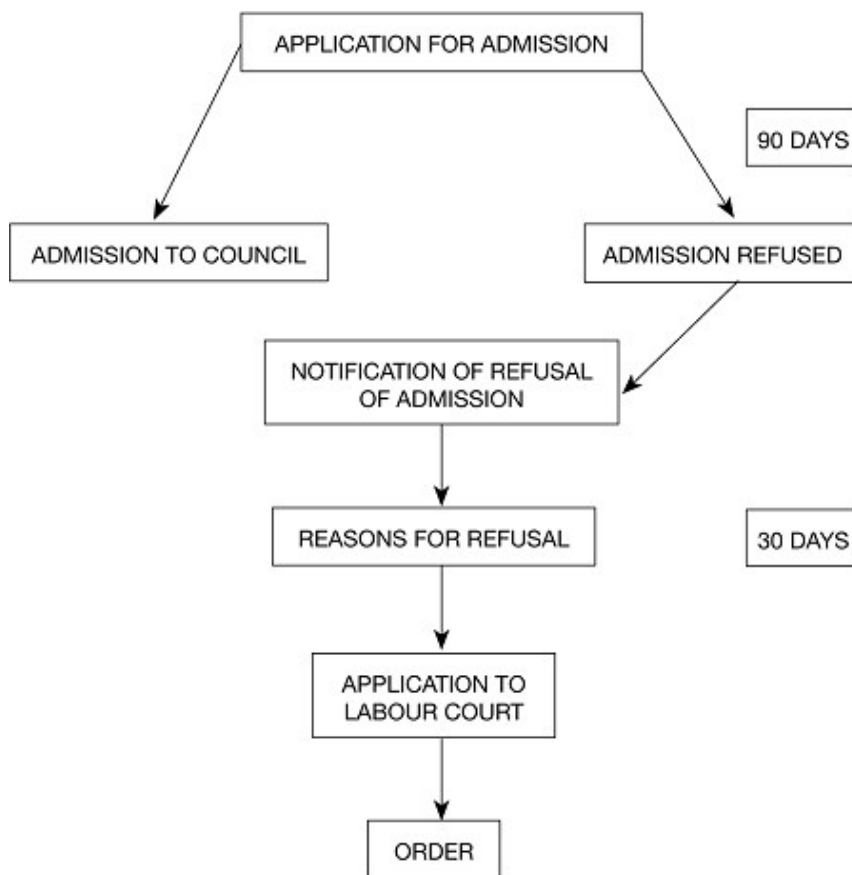 APPLICATION FOR ADMISSION
90 DAYS
ADMISSION TO COUNCIL
ADMISSION REFUSED
NOTIFICATION OF REFUSAL
OF ADMISSION
REASONS FOR REFUSAL
30 DAYS
APPLICATION TO
LABOUR COURT
ORDER